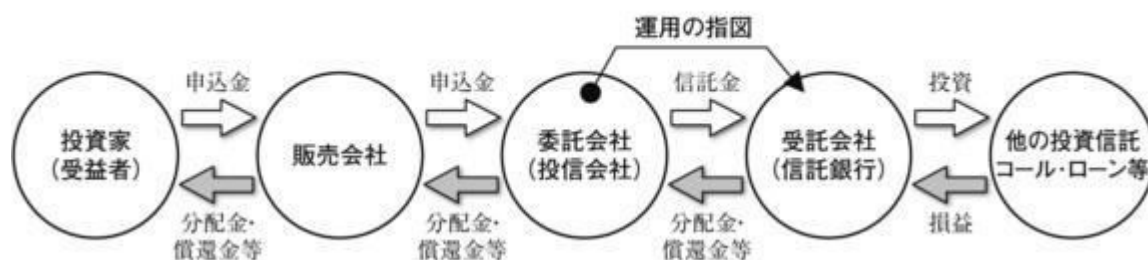 運用の指図
申込金
申込金
信託金
投資
投資家
(受益者)
販売会社
委託会社
(投信会社)
受託会社
(信託銀行)
他の投資信託
コール・ローン等
分配金・
償還金等
分配金・
償還金等
分配金・
償還金等
損益